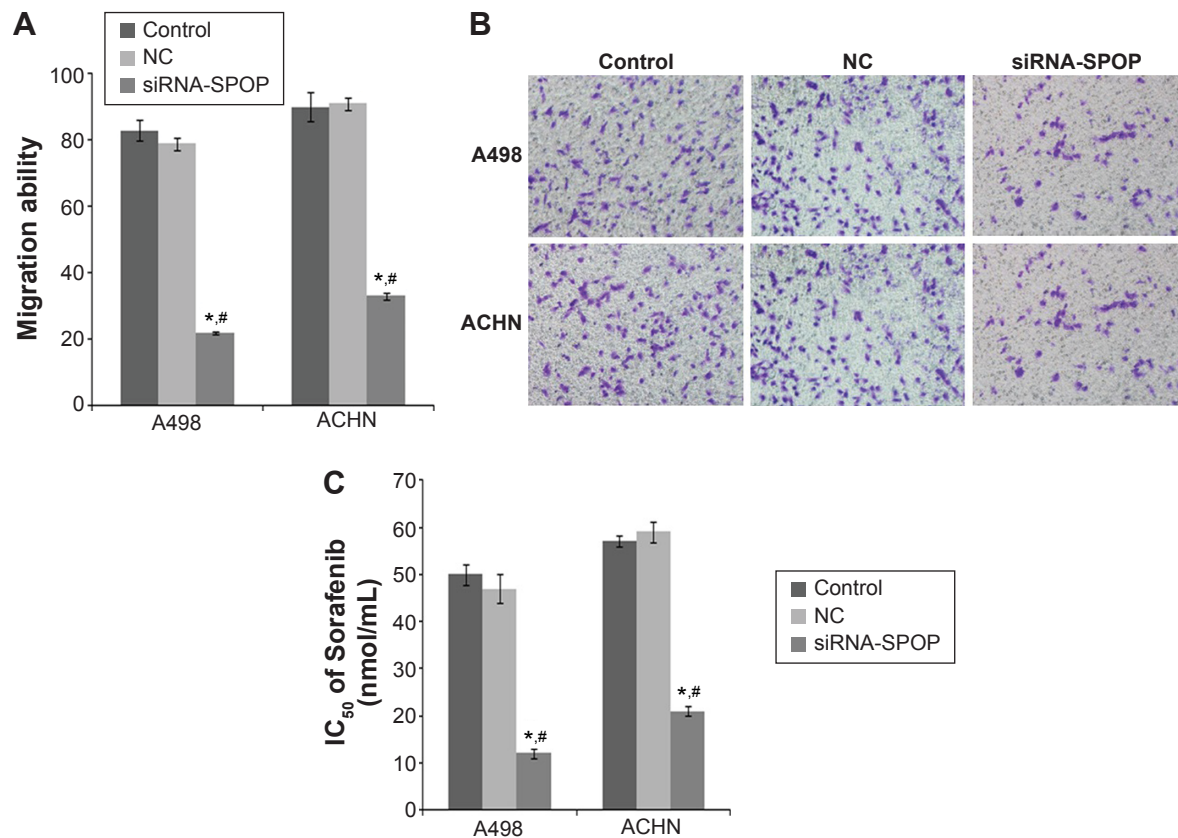 A
Control
NC
siRNA-SPOP
Migration ability
100
80
60
40
20
0
*,#
*,#
A498
ACHN
B
Control
NC
siRNA-SPOP
A498
ACHN
C
IC50 of Sorafenib
(nmol/mL)
70
60
50
40
30
20
10
0
*,#
*,#
A498
ACHN
Control
NC
siRNA-SPOP